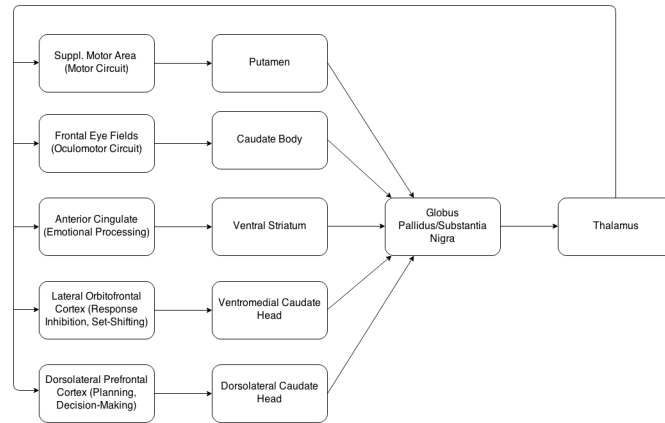 Suppl. Motor Area
(Motor Circuit)
Putamen
Frontal Eye Fields
(Oculomotor Circuit)
Caudate Body
Anterior Cingulate
(Emotional Processing)
Ventral Striatum
Globus
Pallidus/Substantia
Nigra
Thalamus
Lateral Orbitofrontal
Cortex (Response
Inhibition, Set-Shifting)
Ventromedial Caudate
Head
Dorsolateral Prefrontal
Cortex (Planning,
Decision-Making)
Dorsolateral Caudate
Head